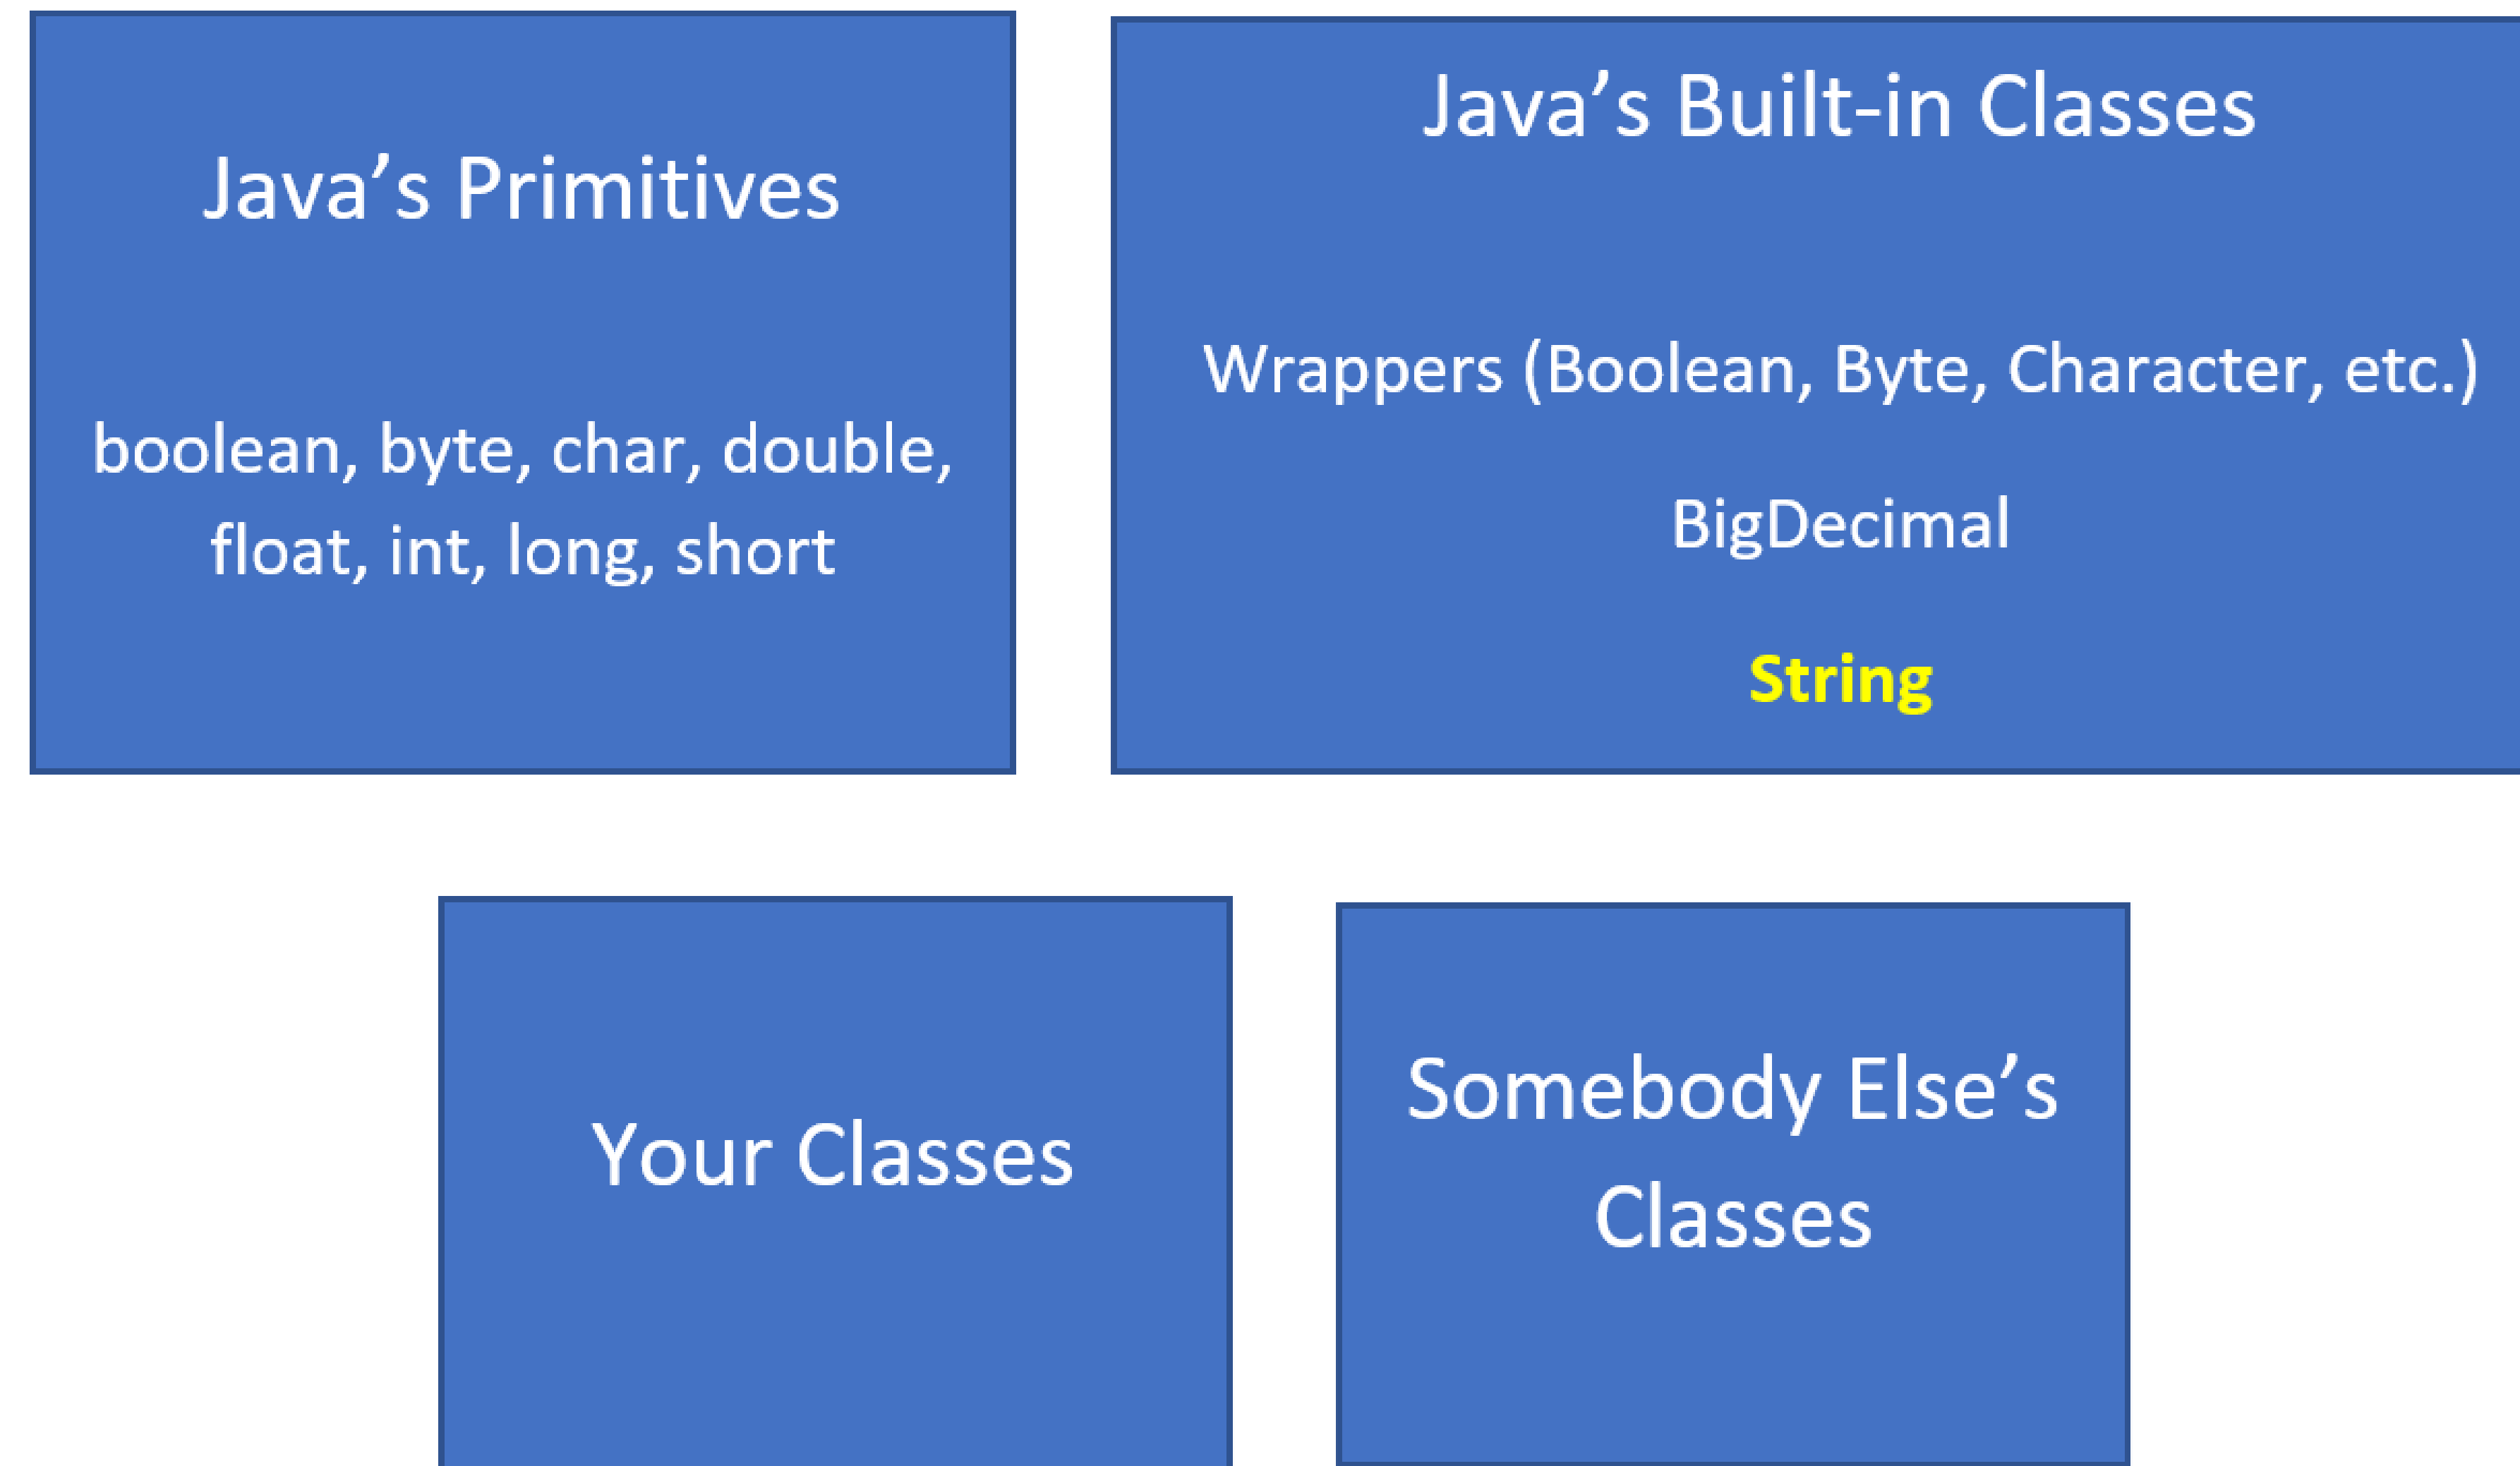 Java’s Primitives
boolean, byte, char, double,
float, int, long, short
Java’s Built-in Classes
Wrappers (Boolean, Byte, Character, etc.)
BigDecimal
String
Your Classes
Somebody Else’s
Classes